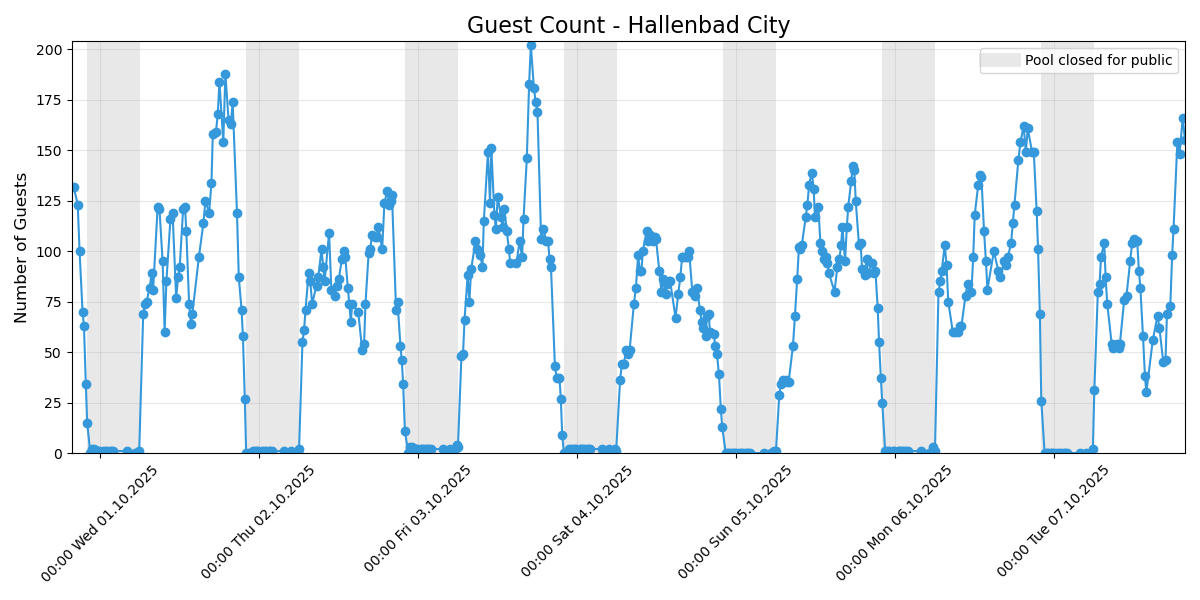 Guest Count - Hallenbad City
Pool closed for public
Number of Guests
200
175
150
125
100
75
50
25
0
00:00 Wed 01.10.2025
00:00 Thu 02.10.2025
00:00 Fri 03.10.2025
00:00 Sat 04.10.2025
00:00 Sun 05.10.2025
00:00 Mon 06.10.2025
00:00 Tue 07.10.2025